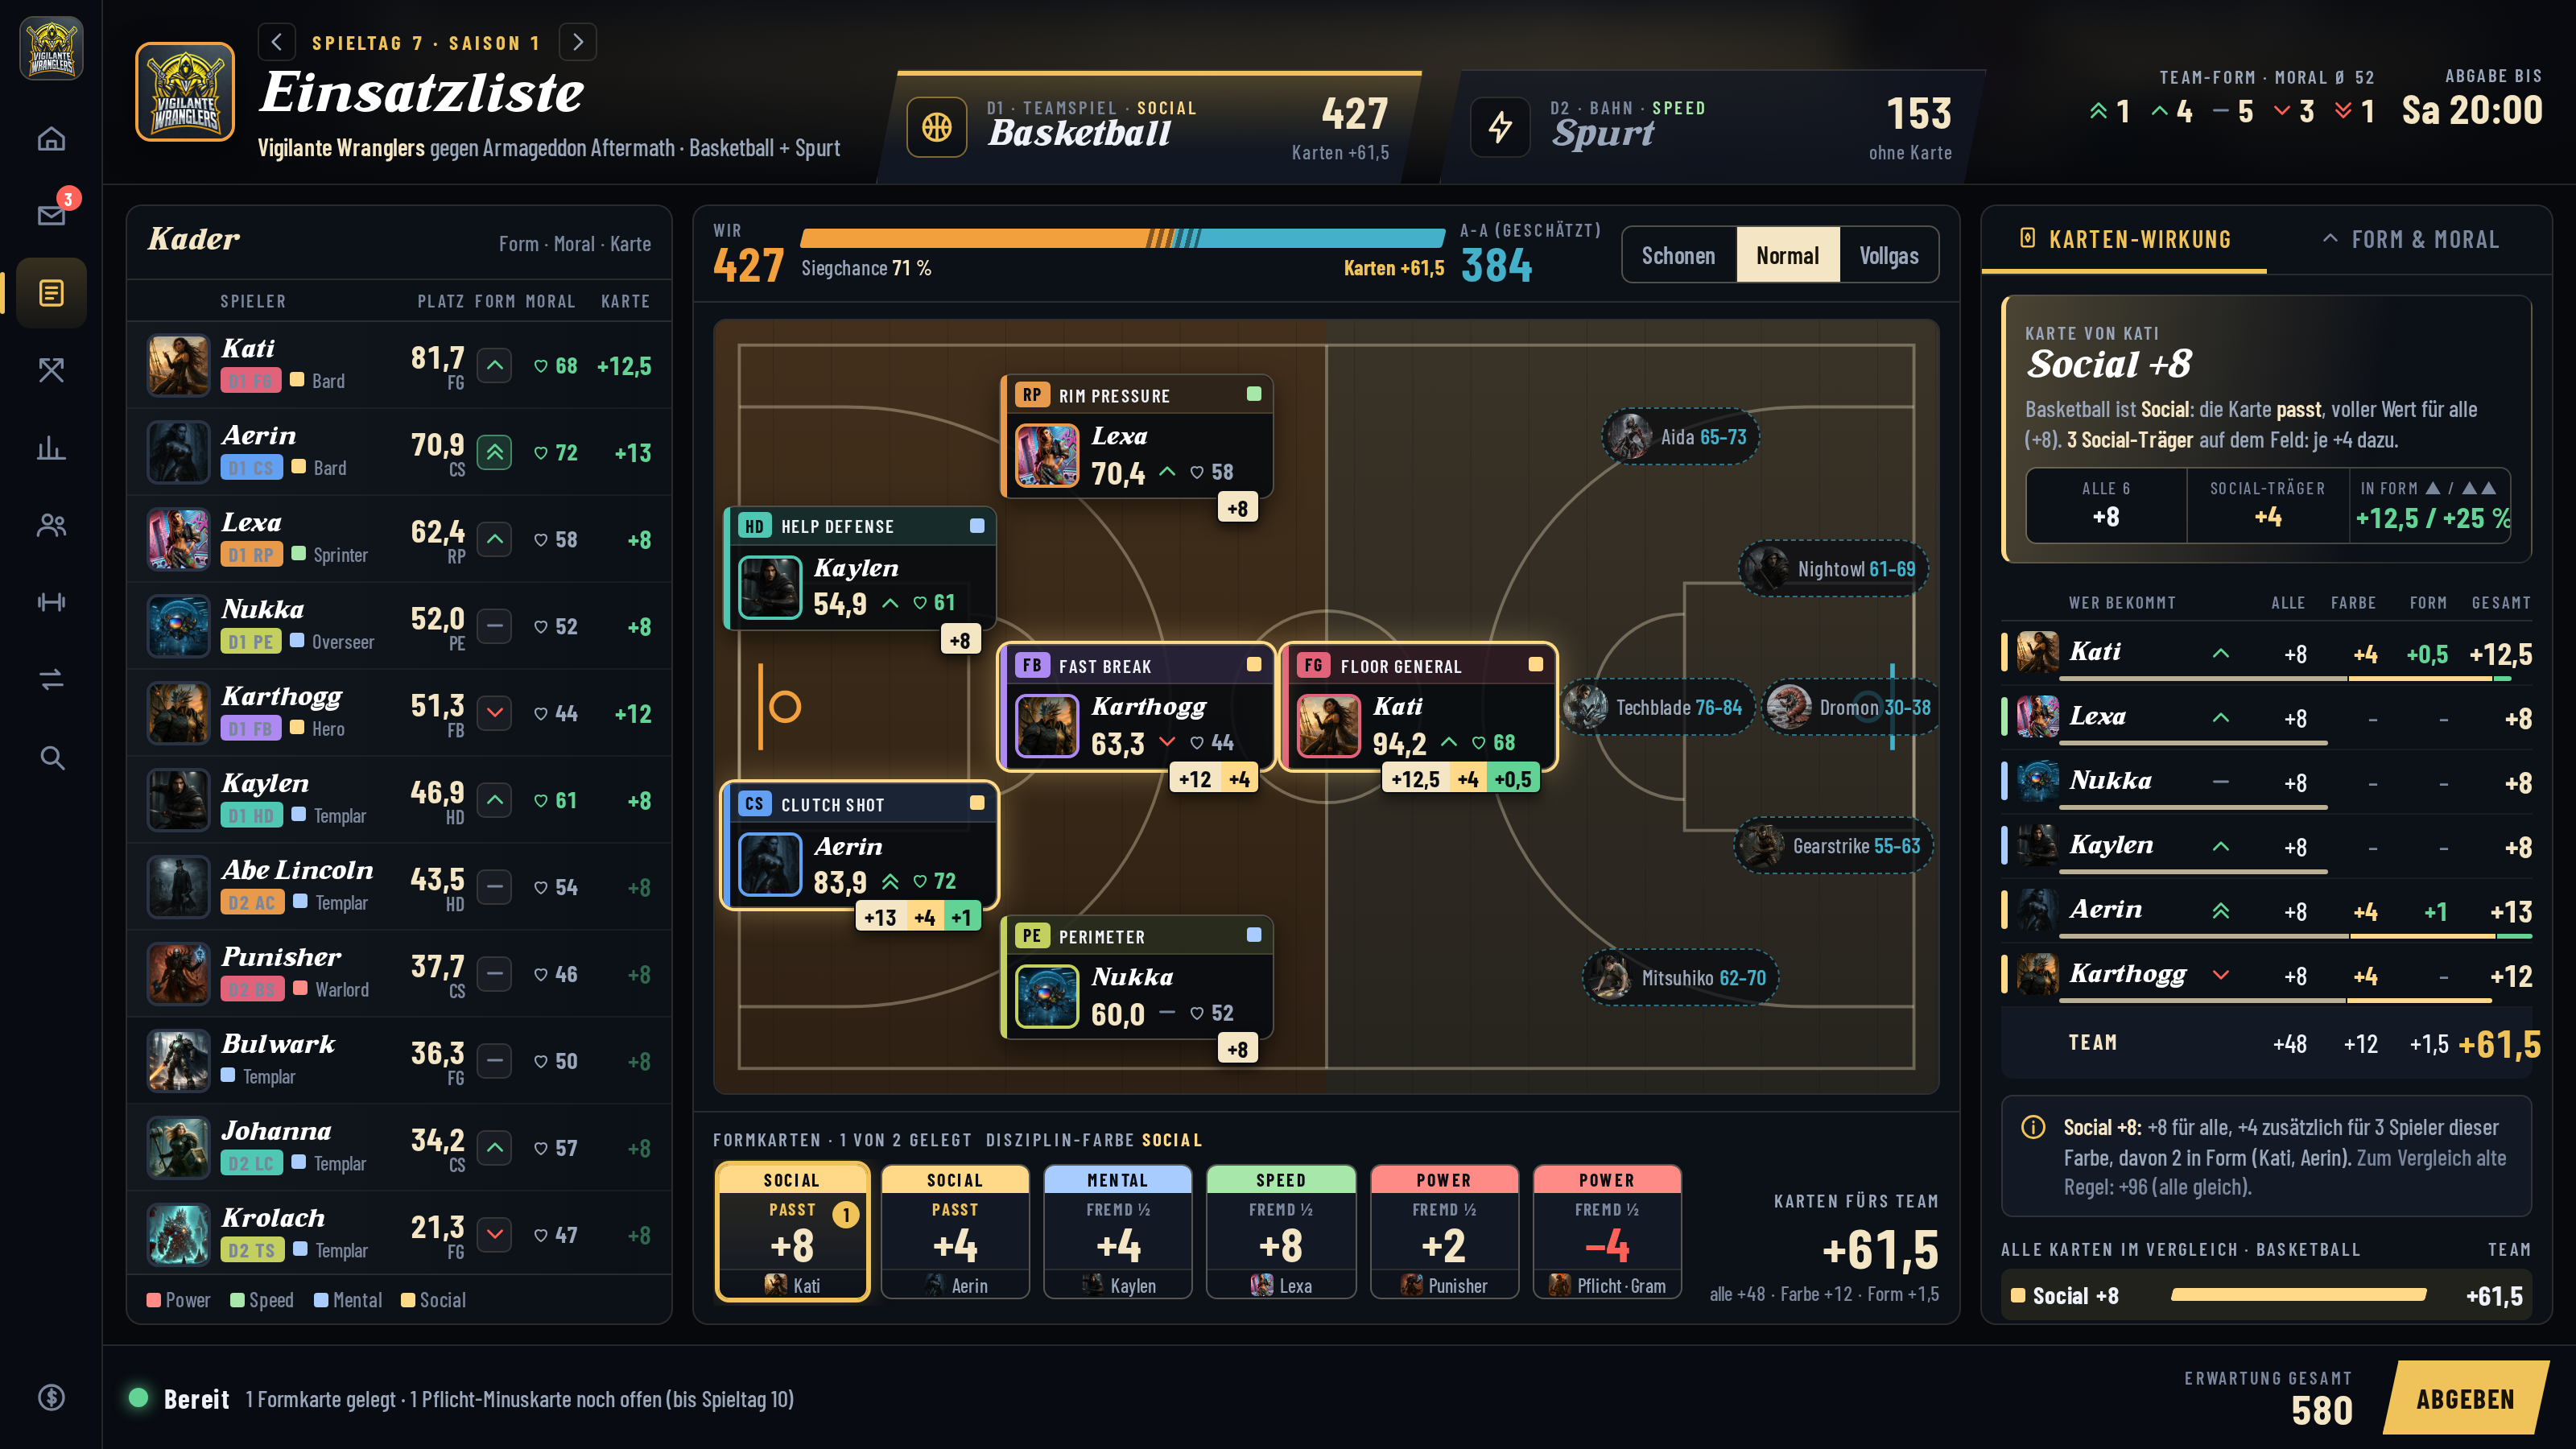 VIGILANTE WRANGLERS
3
VIGILANTE WRANGLERS
SPIELTAG 7 · SAISON 1
Einsatzliste
Vigilante Wranglers gegen Armageddon Aftermath · Basketball + Spurt
D1 · TEAMSPIEL · SOCIAL
Basketball
427
Karten +61,5
D2 · BAHN · SPEED
Spurt
153
ohne Karte
TEAM-FORM · MORAL Ø 52
1 4 5 3 1
ABGABE BIS
Sa 20:00
Kader
Form · Moral · Karte
SPIELER PLATZ FORM MORAL KARTE
Kati 81,7 68 +12,5
D1 FG Bard FG
Aerin 70,9 72 +13
D1 CS Bard CS
Lexa 62,4 58 +8
D1 RP Sprinter RP
Nukka 52,0 52 +8
D1 PE Overseer PE
Karthogg 51,3 44 +12
D1 FB Hero FB
Kaylen 46,9 61 +8
D1 HD Templar HD
Abe Lincoln 43,5 54 +8
D2 AC Templar HD
Punisher 37,7 46 +8
D2 BS Warlord CS
Bulwark 36,3 50 +8
Templar FG
Johanna 34,2 57 +8
D2 LC Templar CS
Krolach 21,3 47 +8
D2 TS Templar FG
Power Speed Mental Social
WIR
427
Siegchance 71 %
Karten +61,5
A-A (GESCHÄTZT)
384
Schonen Normal Vollgas
RP RIM PRESSURE
Lexa
70,4 58
+8
HD HELP DEFENSE
Kaylen
54,9 61
+8
FB FAST BREAK
Karthogg
63,3 44
+12 +4
FG FLOOR GENERAL
Kati
94,2 68
+12,5 +4 +0,5
CS CLUTCH SHOT
Aerin
83,9 72
+13 +4 +1
PE PERIMETER
Nukka
60,0 52
+8
Aida 65–73
Nightowl 61–69
Techblade 76–84
Dromon 30–38
Gearstrike 55–63
Mitsuhiko 62–70
FORMKARTEN · 1 VON 2 GELEGT DISZIPLIN-FARBE SOCIAL
SOCIAL
PASST 1
+8
Kati
SOCIAL
PASST
+4
Aerin
MENTAL
FREMD ½
+4
Kaylen
SPEED
FREMD ½
+8
Lexa
POWER
FREMD ½
+2
Punisher
POWER
FREMD ½
−4
Pflicht · Gram
KARTEN FÜRS TEAM
+61,5
alle +48 · Farbe +12 · Form +1,5
KARTEN-WIRKUNG FORM & MORAL
KARTE VON KATI
Social +8
Basketball ist Social: die Karte passt, voller Wert für alle
(+8). 3 Social-Träger auf dem Feld: je +4 dazu.
ALLE 6 SOCIAL-TRÄGER IN FORM ▲ / ▲▲
+8 +4 +12,5 / +25 %
WER BEKOMMT ALLE FARBE FORM GESAMT
Kati +8 +4 +0,5 +12,5
Lexa +8 – – +8
Nukka +8 – – +8
Kaylen +8 – – +8
Aerin +8 +4 +1 +13
Karthogg +8 +4 – +12
TEAM +48 +12 +1,5 +61,5
Social +8: +8 für alle, +4 zusätzlich für 3 Spieler dieser
Farbe, davon 2 in Form (Kati, Aerin). Zum Vergleich alte
Regel: +96 (alle gleich).
ALLE KARTEN IM VERGLEICH · BASKETBALL TEAM
Social +8 +61,5
Bereit 1 Formkarte gelegt · 1 Pflicht-Minuskarte noch offen (bis Spieltag 10)
ERWARTUNG GESAMT
580
ABGEBEN